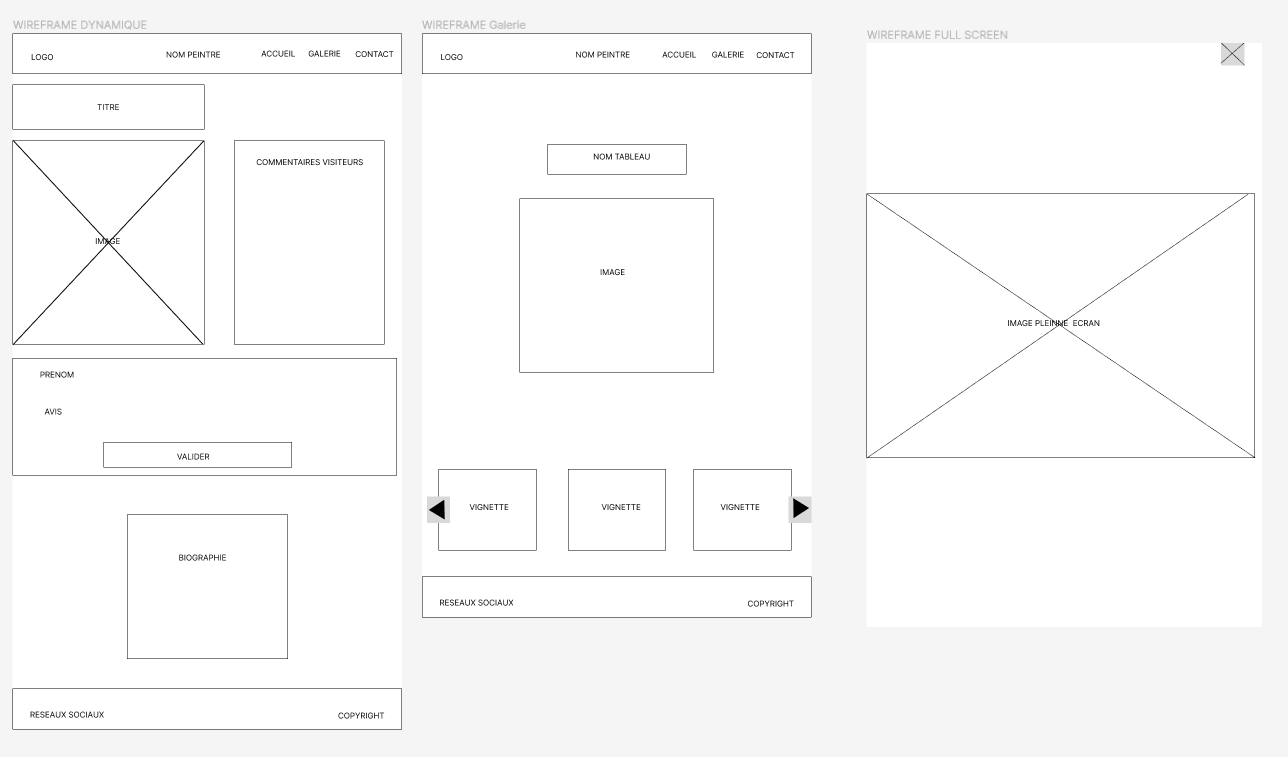 WIREFRAME DYNAMIQUE
LOGO
NOM PEINTRE
ACCUEIL
GALERIE
CONTACT
TITRE
IMAGE
COMMENTAIRES VISITEURS
PRENOM
AVIS
VALIDER
BIOGRAPHIE
RESEAUX SOCIAUX
COPYRIGHT
WIREFRAME Galerie
LOGO
NOM PEINTRE
ACCUEIL
GALERIE
CONTACT
NOM TABLEAU
IMAGE
VIGNETTE
VIGNETTE
VIGNETTE
RESEAUX SOCIAUX
COPYRIGHT
WIREFRAME FULL SCREEN
IMAGE PLEINNE ECRAN